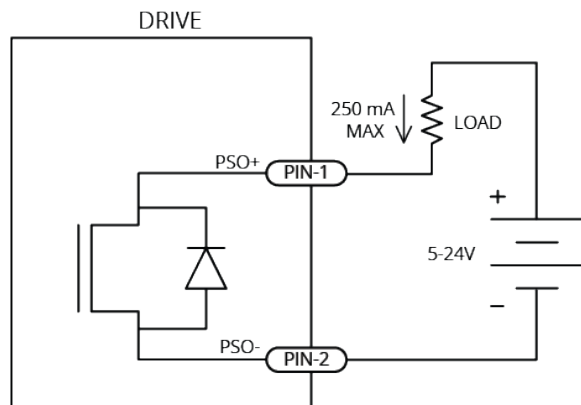 DRIVE
250 mA
MAX
LOAD
PSO+
PIN-1
+
5-24V
−
PSO-
PIN-2